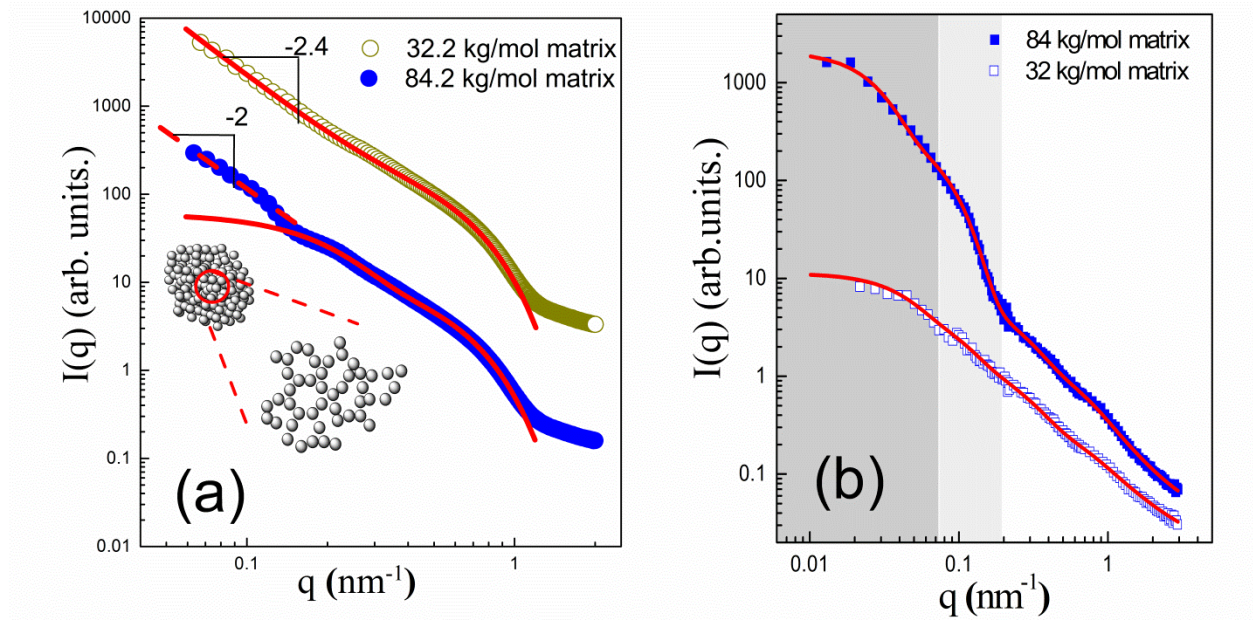 10000
1000
100
10
1
0.1
0.01
I(q) (arb. units.)
-2.4
-2
32.2 kg/mol matrix
84.2 kg/mol matrix
(a)
0.1
1
q (nm-1)
1000
100
10
1
0.1
I(q) (arb.units.)
84 kg/mol matrix
32 kg/mol matrix
(b)
0.01
0.1
1
q (nm-1)